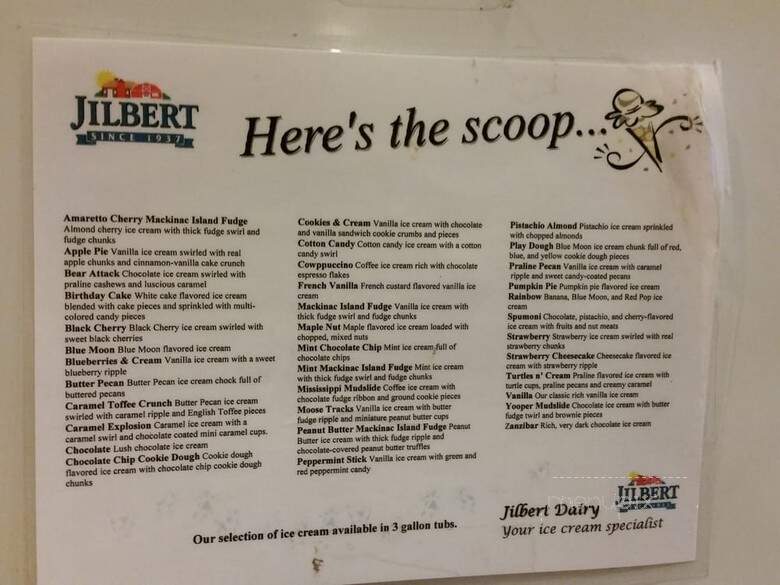 JILBERT
SINCE 1937
Here's the scoop...
Amaretto Cherry Mackinac Island Fudge
Almond cherry ice cream with thick fudge swirl and
fudge chunks
Apple Pie Vanilla ice cream swirled with real
apple chunks and cinnamon-vanilla cake crunch
Bear Attack Chocolate ice cream swirled with
praline cashews and luscious caramel
Birthday Cake White cake flavored ice cream
blended with cake pieces and sprinkled with multi-
colored candy pieces
Black Cherry Black Cherry ice cream swirled with
sweet black cherries
Blue Moon Blue Moon flavored ice cream
Blueberries & Cream Vanilla ice cream with a sweet
blueberry ripple
Butter Pecan Butter Pecan ice cream chock full of
buttered pecans
Caramel Toffee Crunch Butter Pecan ice cream
swirled with caramel ripple and English Toffee pieces
Caramel Explosion Caramel ice cream with a
caramel swirl and chocolate coated mini caramel cups.
Chocolate Lush chocolate ice cream
Chocolate Chip Cookie Dough Cookie dough
flavored ice cream with chocolate chip cookie dough
chunks
Cookies & Cream Vanilla ice cream with chocolate
and vanilla sandwich cookie crumbs and pieces
Cotton Candy Cotton candy ice cream with a cotton
candy swirl
Cowppuccino Coffee ice cream rich with chocolate
espresso flakes
French Vanilla French custard flavored vanilla ice
cream
Mackinac Island Fudge Vanilla ice cream with
thick fudge swirl and fudge chunks
Maple Nut Maple flavored ice cream loaded with
chopped, mixed nuts
Mint Chocolate Chip Mint ice cream full of
chocolate chips
Mint Mackinac Island Fudge Mint ice cream
with thick fudge swirl and fudge chunks
Mississippi Mudslide Coffee ice cream with
chocolate fudge ribbon and ground cookie pieces
Moose Tracks Vanilla ice cream with butter
fudge ripple and miniature peanut butter cups
Peanut Butter Mackinac Island Fudge Peanut
Butter ice cream with thick fudge ripple and
chocolate-covered peanut butter truffles
Peppermint Stick Vanilla ice cream with green and
red peppermint candy
Pistachio Almond Pistachio ice cream sprinkled
with chopped almonds
Play Dough Blue Moon ice cream chunk full of red,
blue, and yellow cookie dough pieces
Praline Pecan Vanilla ice cream with caramel
ripple and sweet candy-coated pecans
Pumpkin Pie Pumpkin pie flavored ice cream
Rainbow Banana, Blue Moon, and Red Pop ice
cream
Spumoni Chocolate, pistachio, and cherry-flavored
ice cream with fruits and nut meats
Strawberry Strawberry ice cream swirled with real
strawberry chunks
Strawberry Cheesecake Cheesecake flavored ice
cream with strawberry ripple
Turtles n' Cream Praline flavored ice cream with
turtle cups, praline pecans and creamy caramel
Vanilla Our classic rich vanilla ice cream
Yooper Mudslide Chocolate ice cream with butter
fudge twirl and brownie pieces
Zanzibar Rich, very dark chocolate ice cream
Our selection of ice cream available in 3 gallon tubs.
Jilbert Dairy
Your ice cream specialist
JILBERT